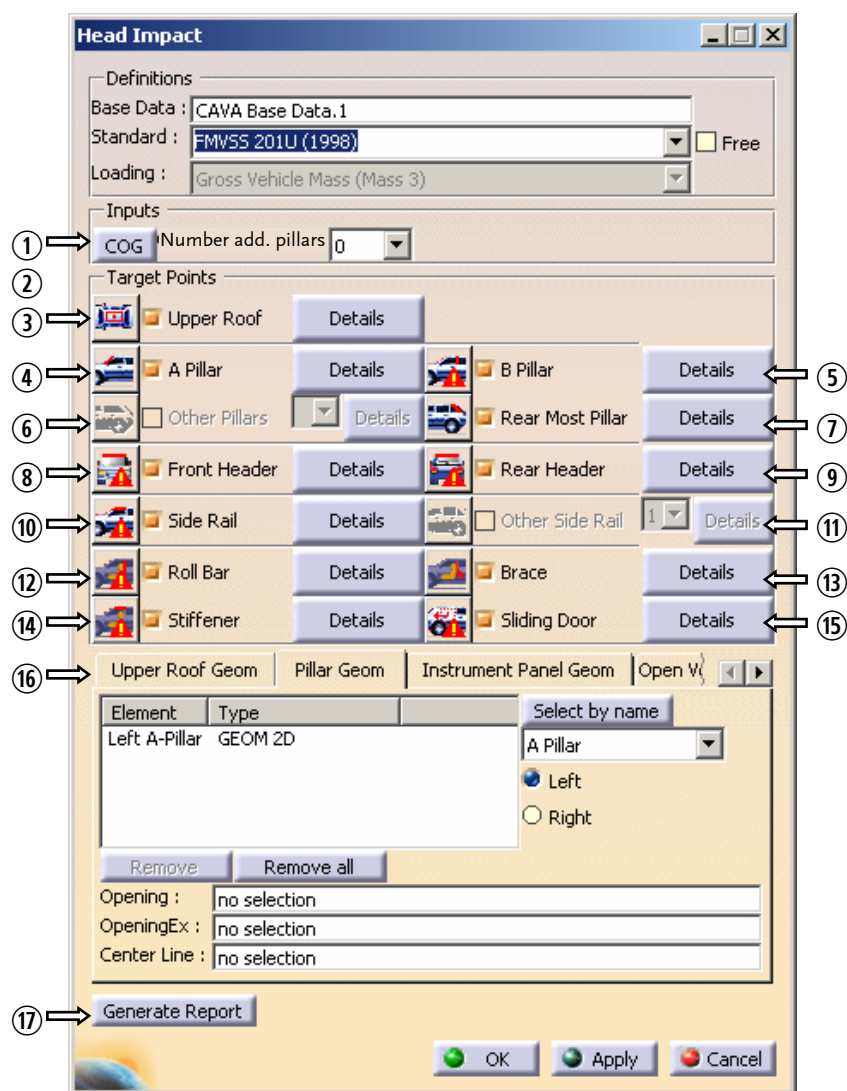 Head Impact
Definitions
Base Data : CAVA Base Data.1
Standard : FMVSS 201U (1998) Free
Loading : Gross Vehicle Mass (Mass 3)
Inputs
1 COG Number add. pillars 0
2 Target Points
3 Upper Roof Details
4 A Pillar Details B Pillar Details 5
6 Other Pillars Details Rear Most Pillar Details 7
8 Front Header Details Rear Header Details 9
10 Side Rail Details Other Side Rail 1 Details 11
12 Roll Bar Details Brace Details 13
14 Stiffener Details Sliding Door Details 15
16 Upper Roof Geom Pillar Geom Instrument Panel Geom Open
Element Type Select by name
Left A-Pillar GEOM 2D A Pillar
Left
Right
Remove Remove all
Opening : no selection
OpeningEx : no selection
Center Line : no selection
17 Generate Report
OK Apply Cancel